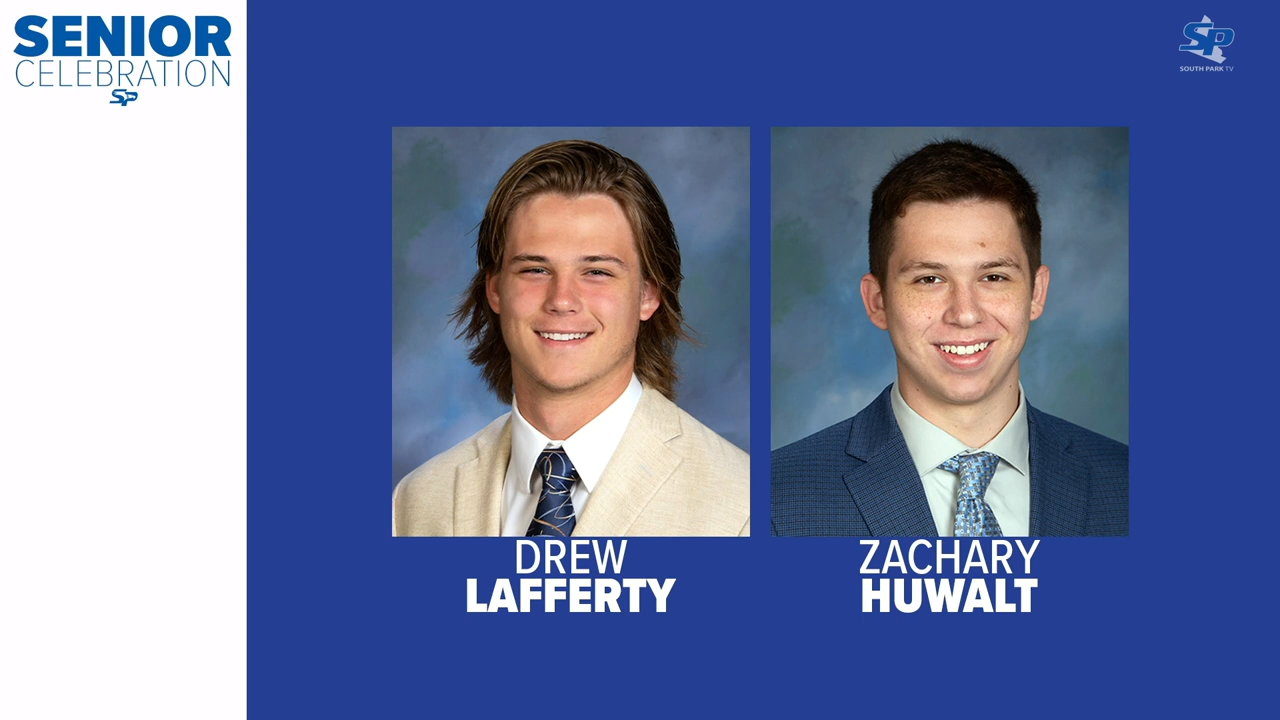 SENIOR
CELEBRATION
SP
SP
SOUTH PARK TV
DREW
LAFFERTY
ZACHARY
HUWALT